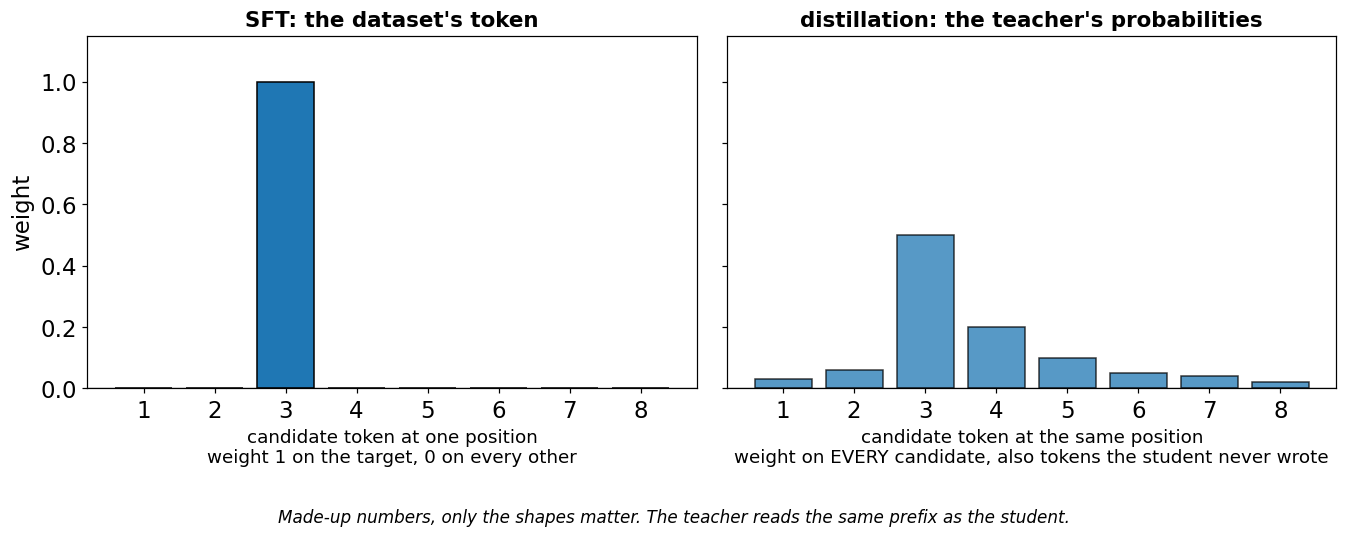 SFT: the dataset's token
weight
1.0
0.8
0.6
0.4
0.2
0.0
1 2 3 4 5 6 7 8
candidate token at one position
weight 1 on the target, 0 on every other
distillation: the teacher's probabilities
1 2 3 4 5 6 7 8
candidate token at the same position
weight on EVERY candidate, also tokens the student never wrote
Made-up numbers, only the shapes matter. The teacher reads the same prefix as the student.